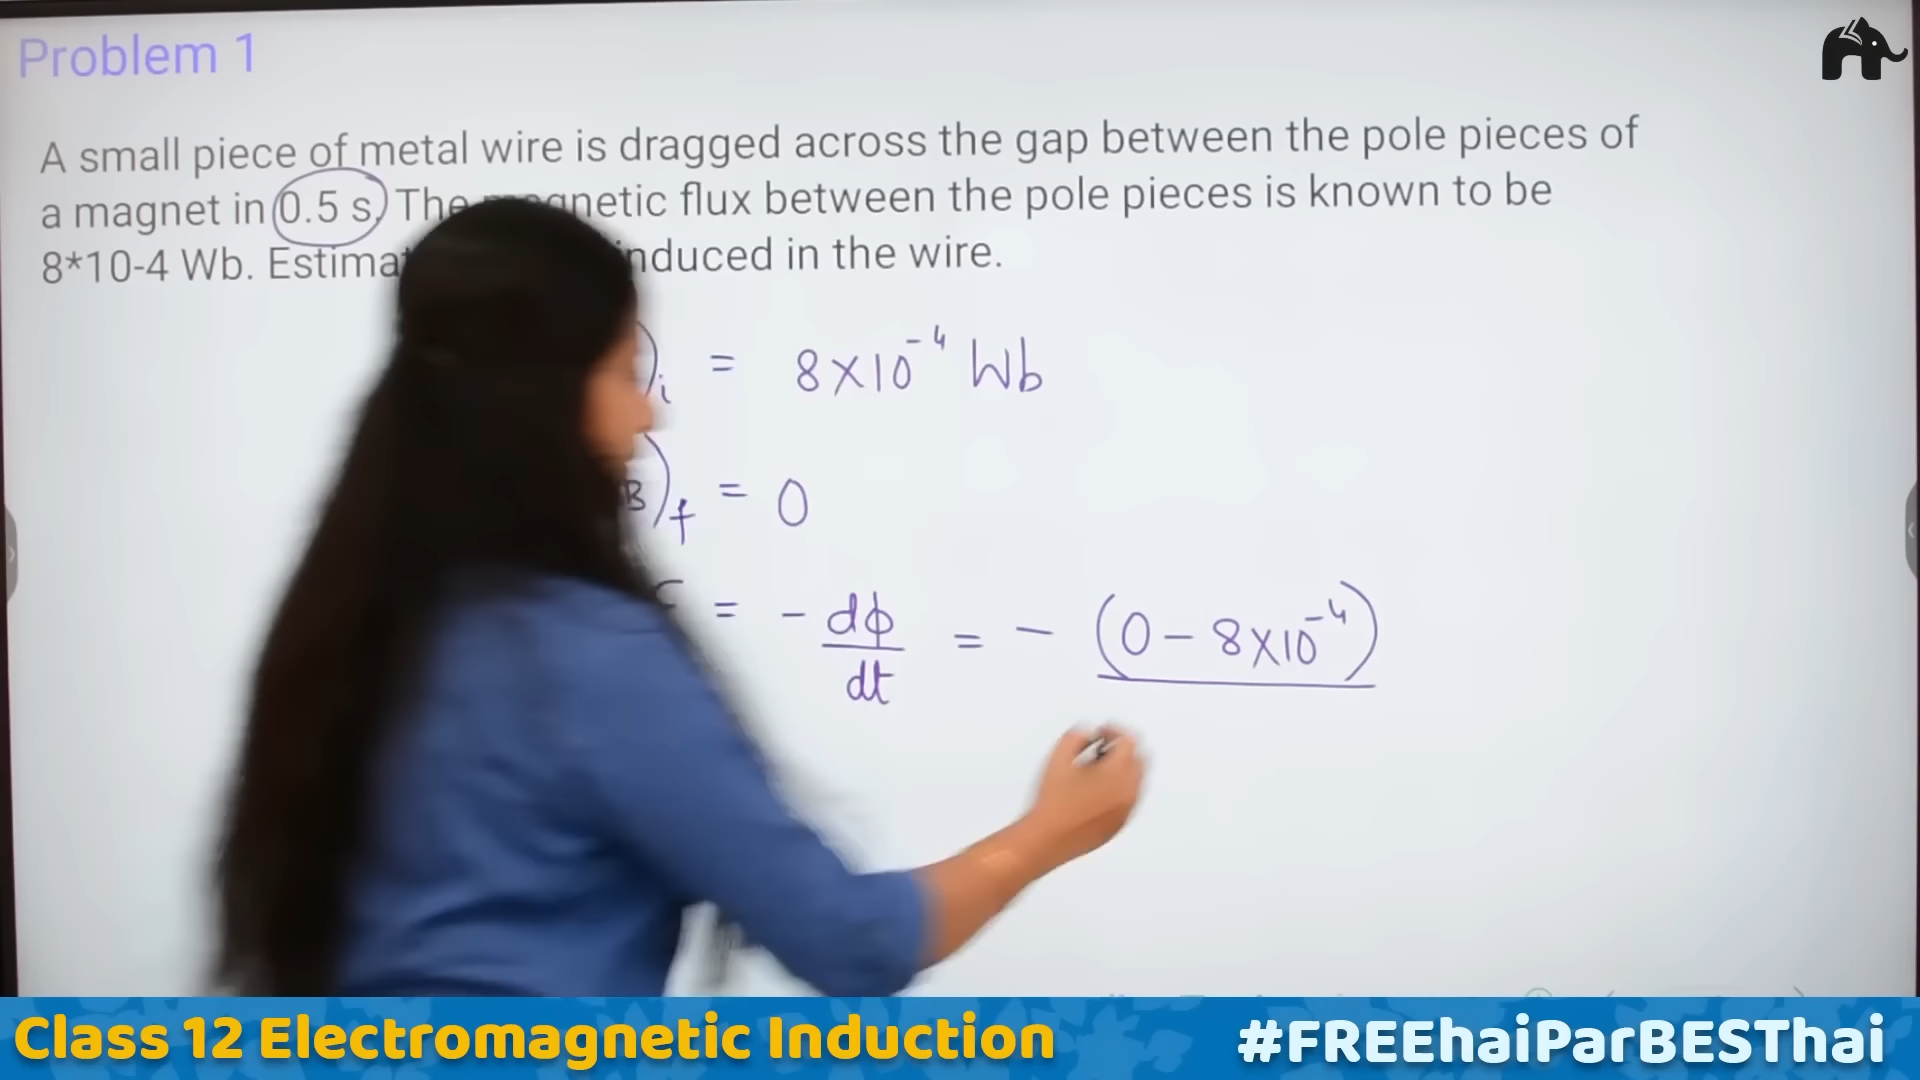 Problem 1
A small piece of metal wire is dragged across the gap between the pole pieces of
a magnet in 0.5 s. The magnetic flux between the pole pieces is known to be
8*10-4 Wb. Estima nduced in the wire.
)i = 8×10⁻⁴ Wb
B)f = 0
ε = - dϕ/dt = - (0 - 8×10⁻⁴)
Class 12 Electromagnetic Induction
#FREEhaiParBESThai